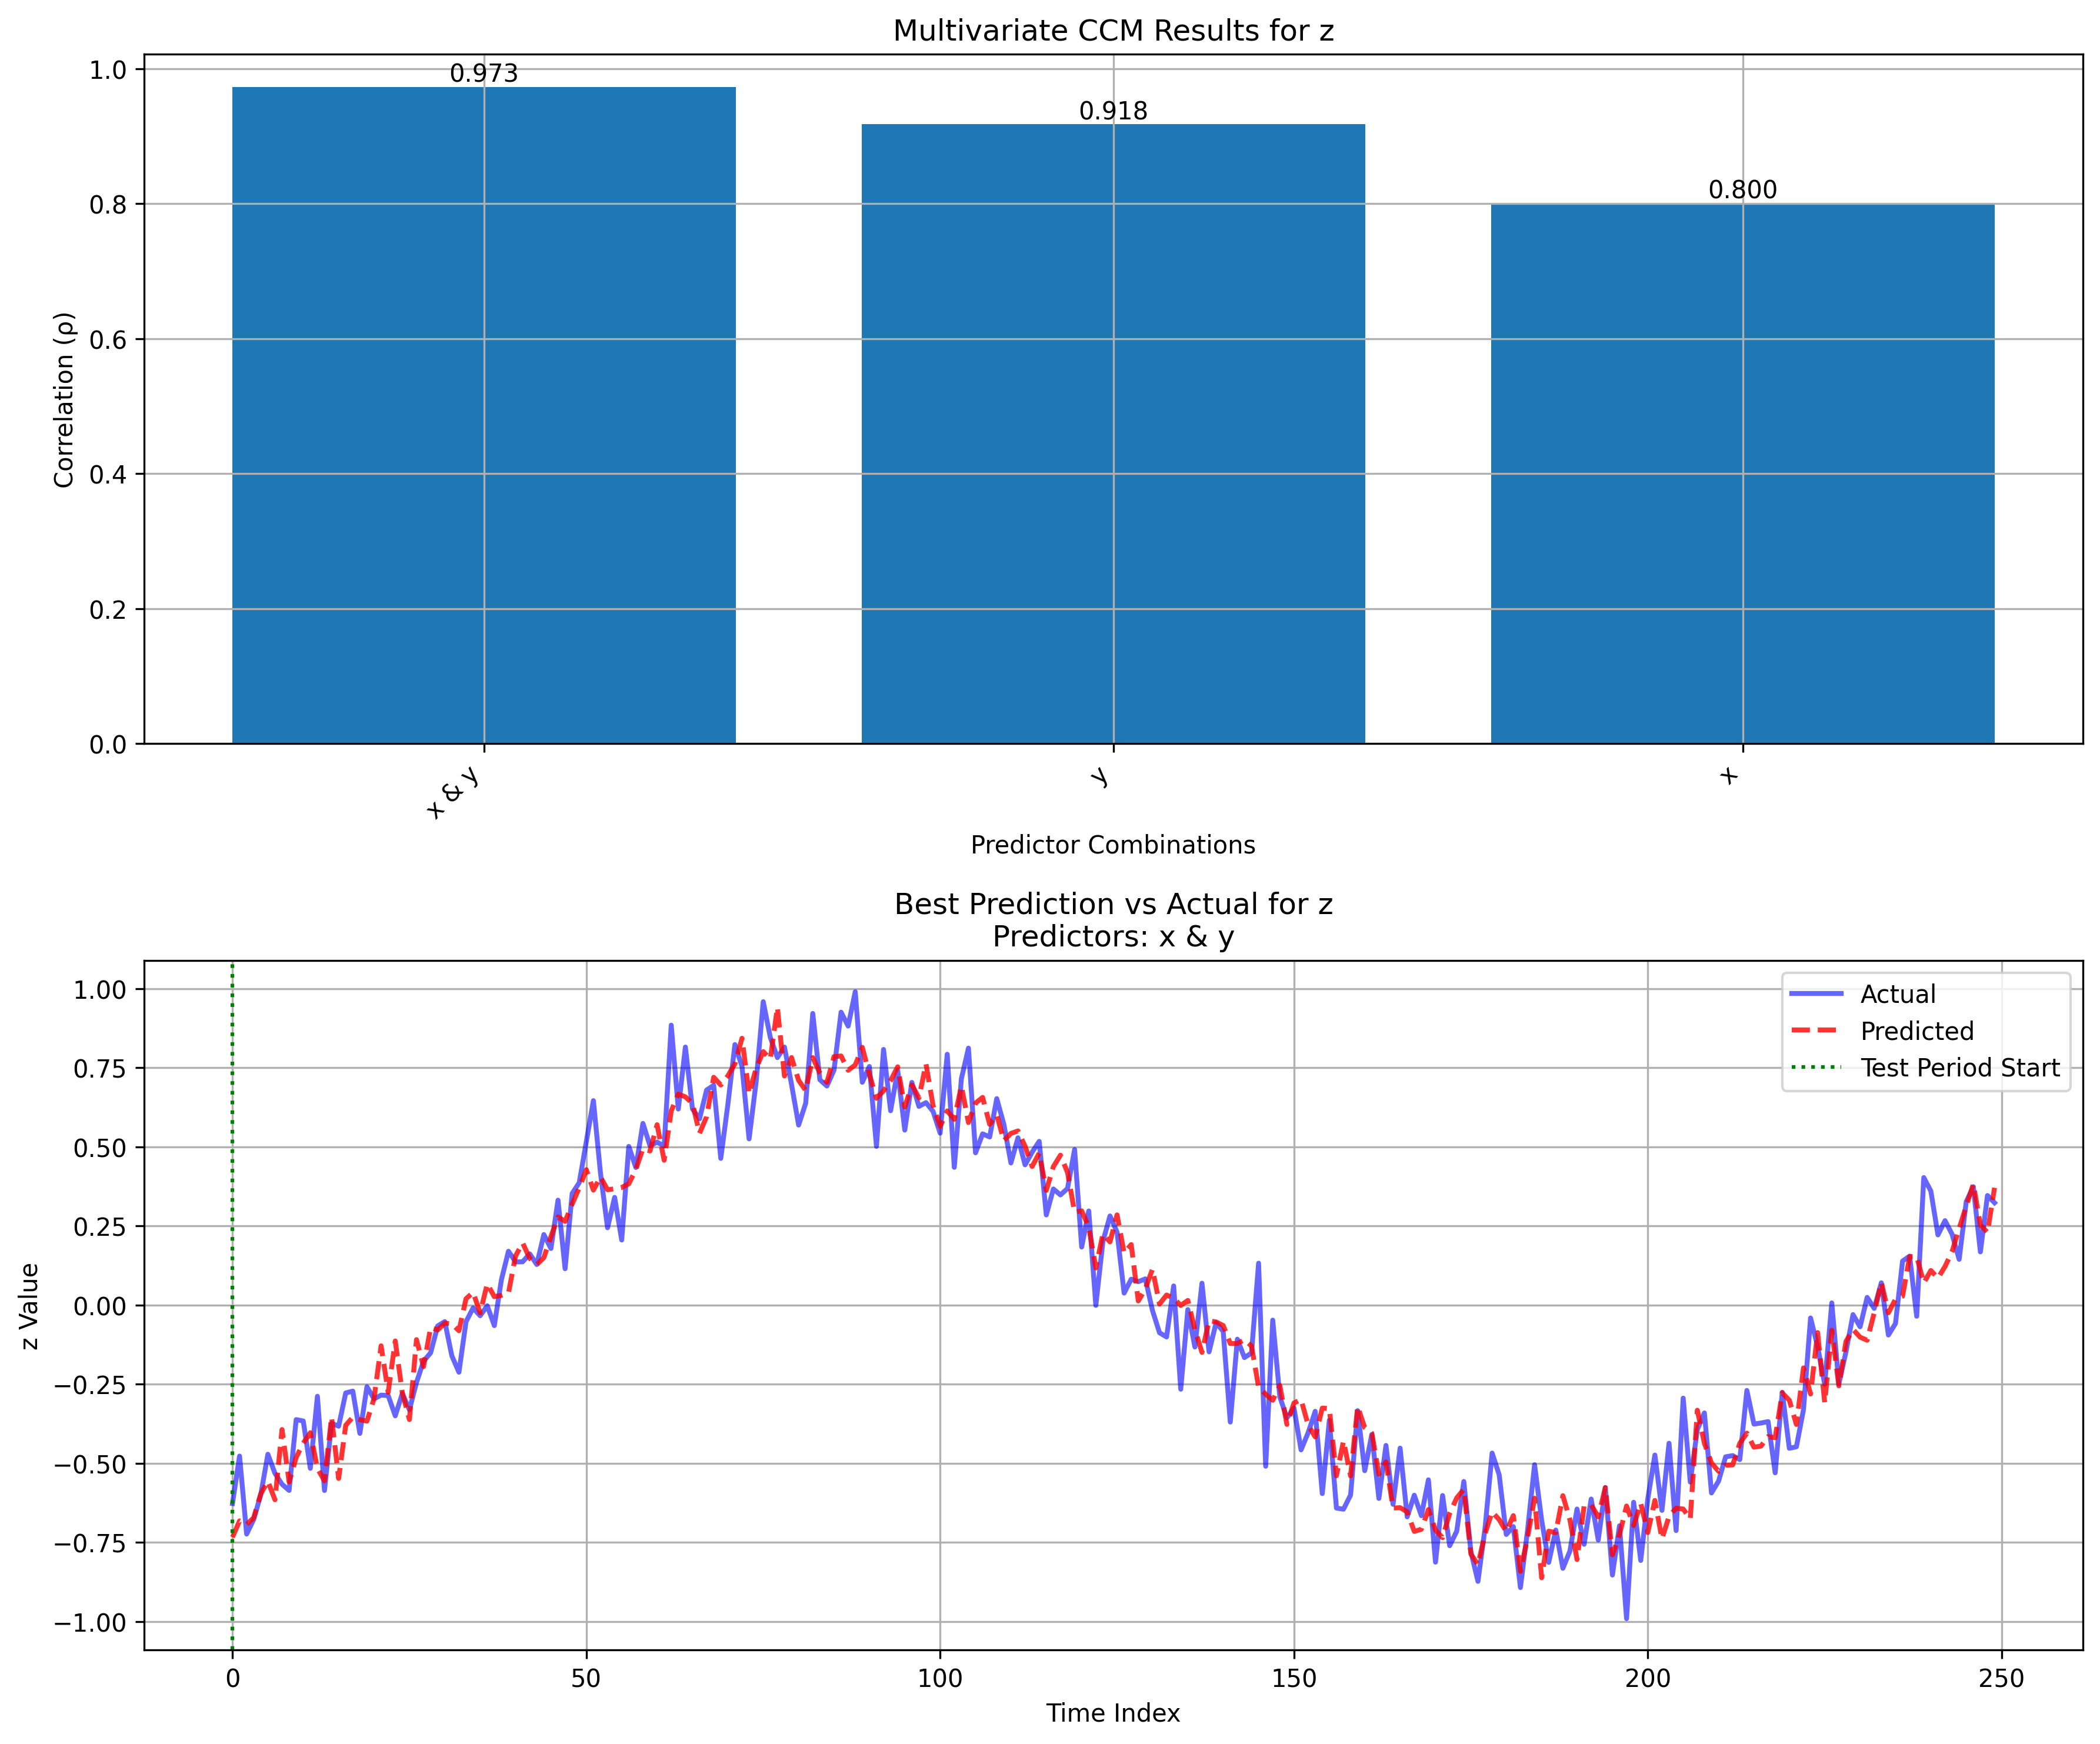 Multivariate CCM Results for z
1.0
0.8
0.6
0.4
0.2
0.0
Correlation (ρ)
0.973
0.918
0.800
x & y
y
x
Predictor Combinations
Best Prediction vs Actual for z
Predictors: x & y
1.00
0.75
0.50
0.25
0.00
−0.25
−0.50
−0.75
−1.00
z Value
Actual
Predicted
Test Period Start
0
50
100
150
200
250
Time Index